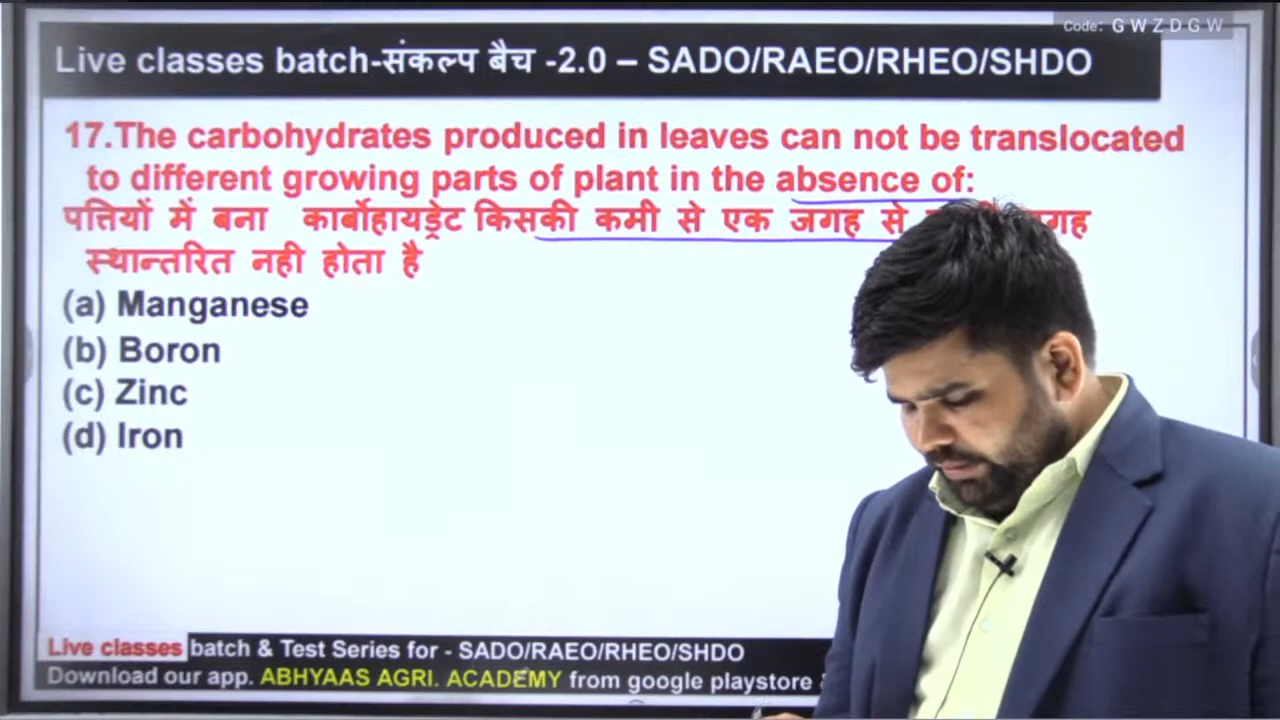 Code: G W Z D G W
Live classes batch-संकल्प बैच -2.0 – SADO/RAEO/RHEO/SHDO
17.The carbohydrates produced in leaves can not be translocated
to different growing parts of plant in the absence of:
पत्तियों में बना कार्बोहायड्रेट किसकी कमी से एक जगह से
स्थान्तरित नही होता है
(a) Manganese
(b) Boron
(c) Zinc
(d) Iron
Live classes batch & Test Series for - SADO/RAEO/RHEO/SHDO
Download our app. ABHYAAS AGRI. ACADEMY from google playstore